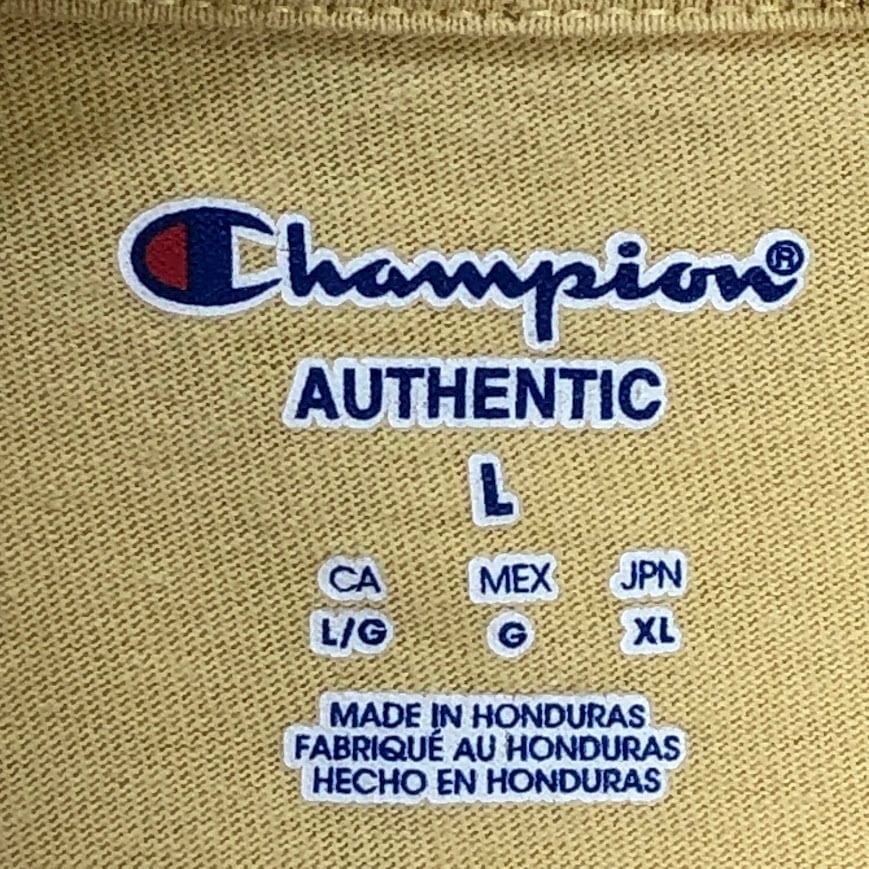 Champion®
AUTHENTIC
L
CA MEX JPN
L/G G XL
MADE IN HONDURAS
FABRIQUÉ AU HONDURAS
HECHO EN HONDURAS